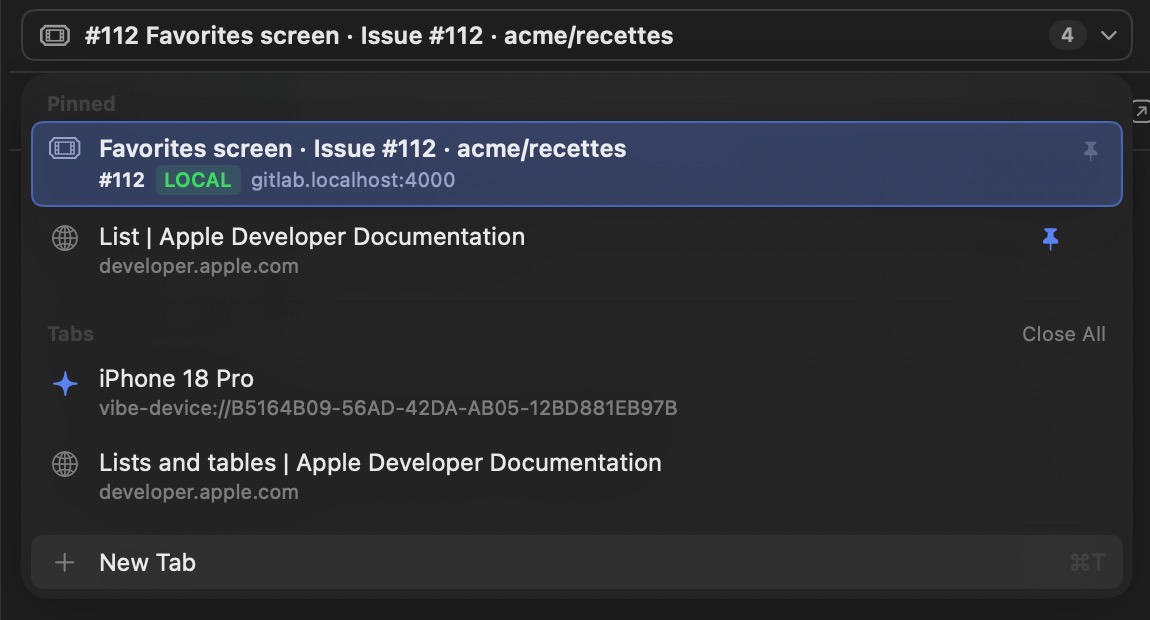 #112 Favorites screen · Issue #112 · acme/recettes
4
Pinned
Favorites screen · Issue #112 · acme/recettes
#112 LOCAL gitlab.localhost:4000
List | Apple Developer Documentation
developer.apple.com
Tabs
Close All
iPhone 18 Pro
vibe-device://B5164B09-56AD-42DA-AB05-12BD881EB97B
Lists and tables | Apple Developer Documentation
developer.apple.com
New Tab
⌘T